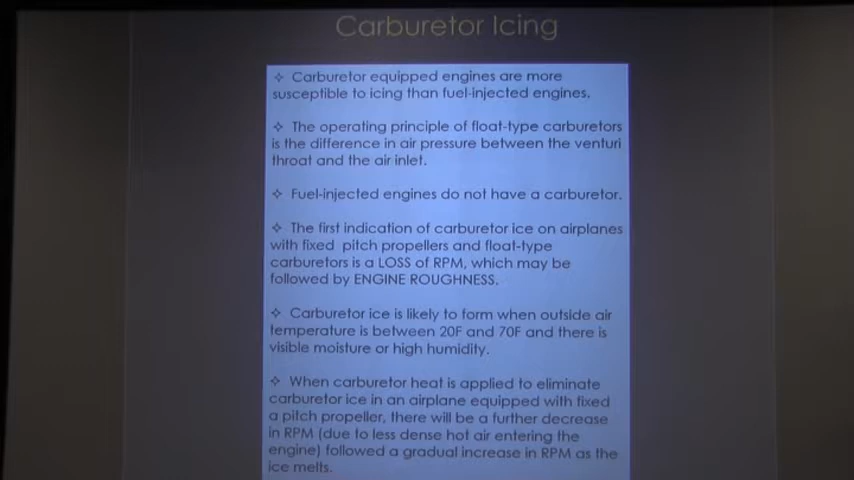 Carburetor Icing
✧ Carburetor equipped engines are more
susceptible to icing than fuel-injected engines.
✧ The operating principle of float-type carburetors
is the difference in air pressure between the venturi
throat and the air inlet.
✧ Fuel-injected engines do not have a carburetor.
✧ The first indication of carburetor ice on airplanes
with fixed pitch propellers and float-type
carburetors is a LOSS of RPM, which may be
followed by ENGINE ROUGHNESS.
✧ Carburetor ice is likely to form when outside air
temperature is between 20F and 70F and there is
visible moisture or high humidity.
✧ When carburetor heat is applied to eliminate
carburetor ice in an airplane equipped with fixed
a pitch propeller, there will be a further decrease
in RPM (due to less dense hot air entering the
engine) followed a gradual increase in RPM as the
ice melts.